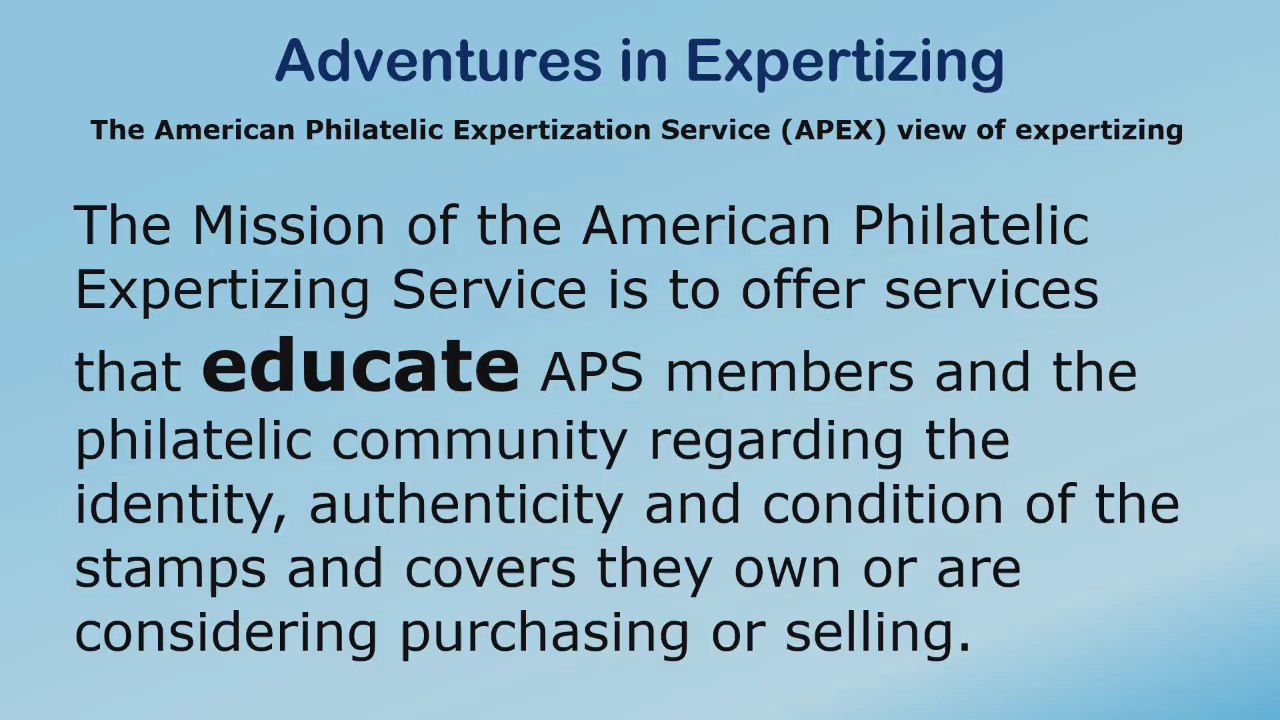 Adventures in Expertizing
The American Philatelic Expertization Service (APEX) view of expertizing
The Mission of the American Philatelic
Expertizing Service is to offer services
that educate APS members and the
philatelic community regarding the
identity, authenticity and condition of the
stamps and covers they own or are
considering purchasing or selling.